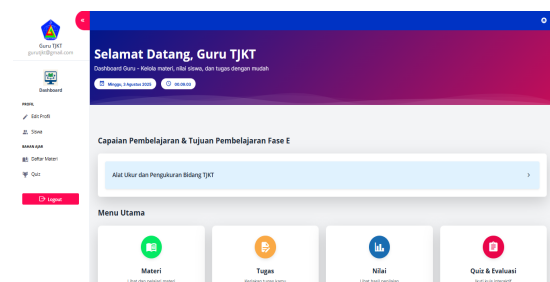 Guru TJKT
gurutjkt@gmail.com
Dashboard
PROFIL
Edit Profil
Siswa
BAHAN AJAR
Daftar Materi
Quiz
Logout
Selamat Datang, Guru TJKT
Dashboard Guru - Kelola materi, nilai siswa, dan tugas dengan mudah
Minggu, 3 Agustus 2025
00.06.03
Capaian Pembelajaran & Tujuan Pembelajaran Fase E
Alat Ukur dan Pengukuran Bidang TJKT
Menu Utama
Materi
Tugas
Nilai
Quiz & Evaluasi